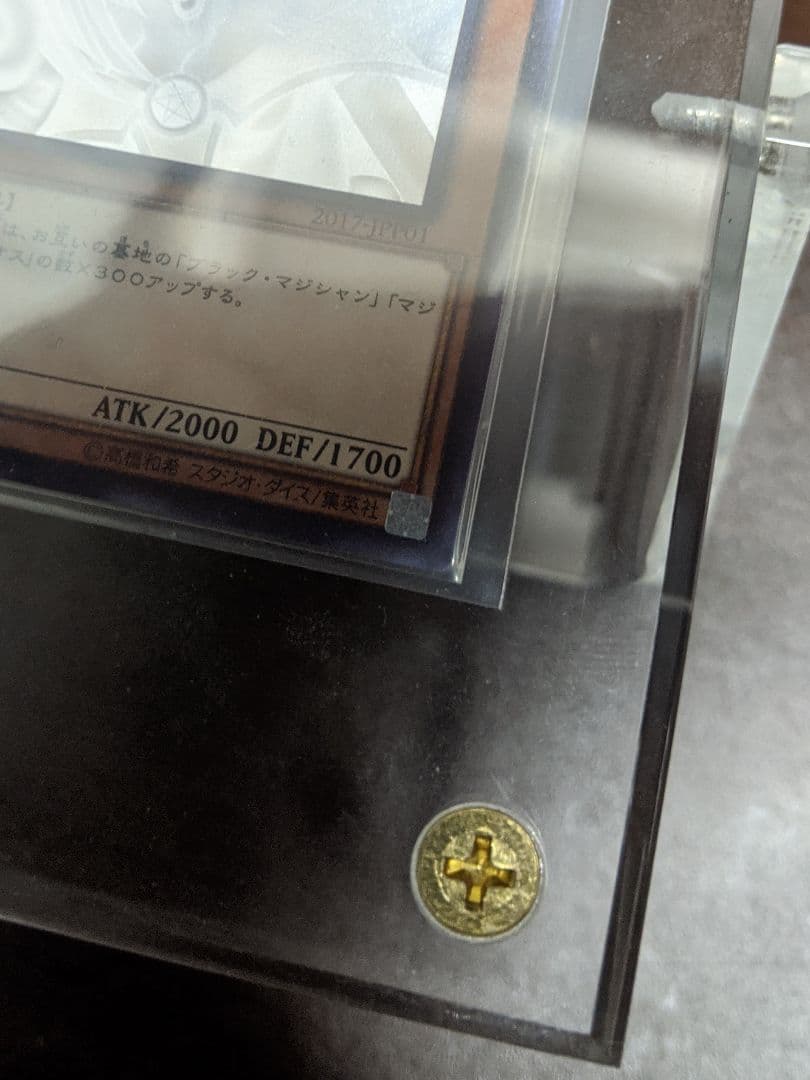 2017-JPP01
】
は、お互いの墓地の「ブラック・マジシャン」「マジ
オス」の数×300アップする。
ATK/2000 DEF/1700
©高橋和希 スタジオ・ダイス/集英社